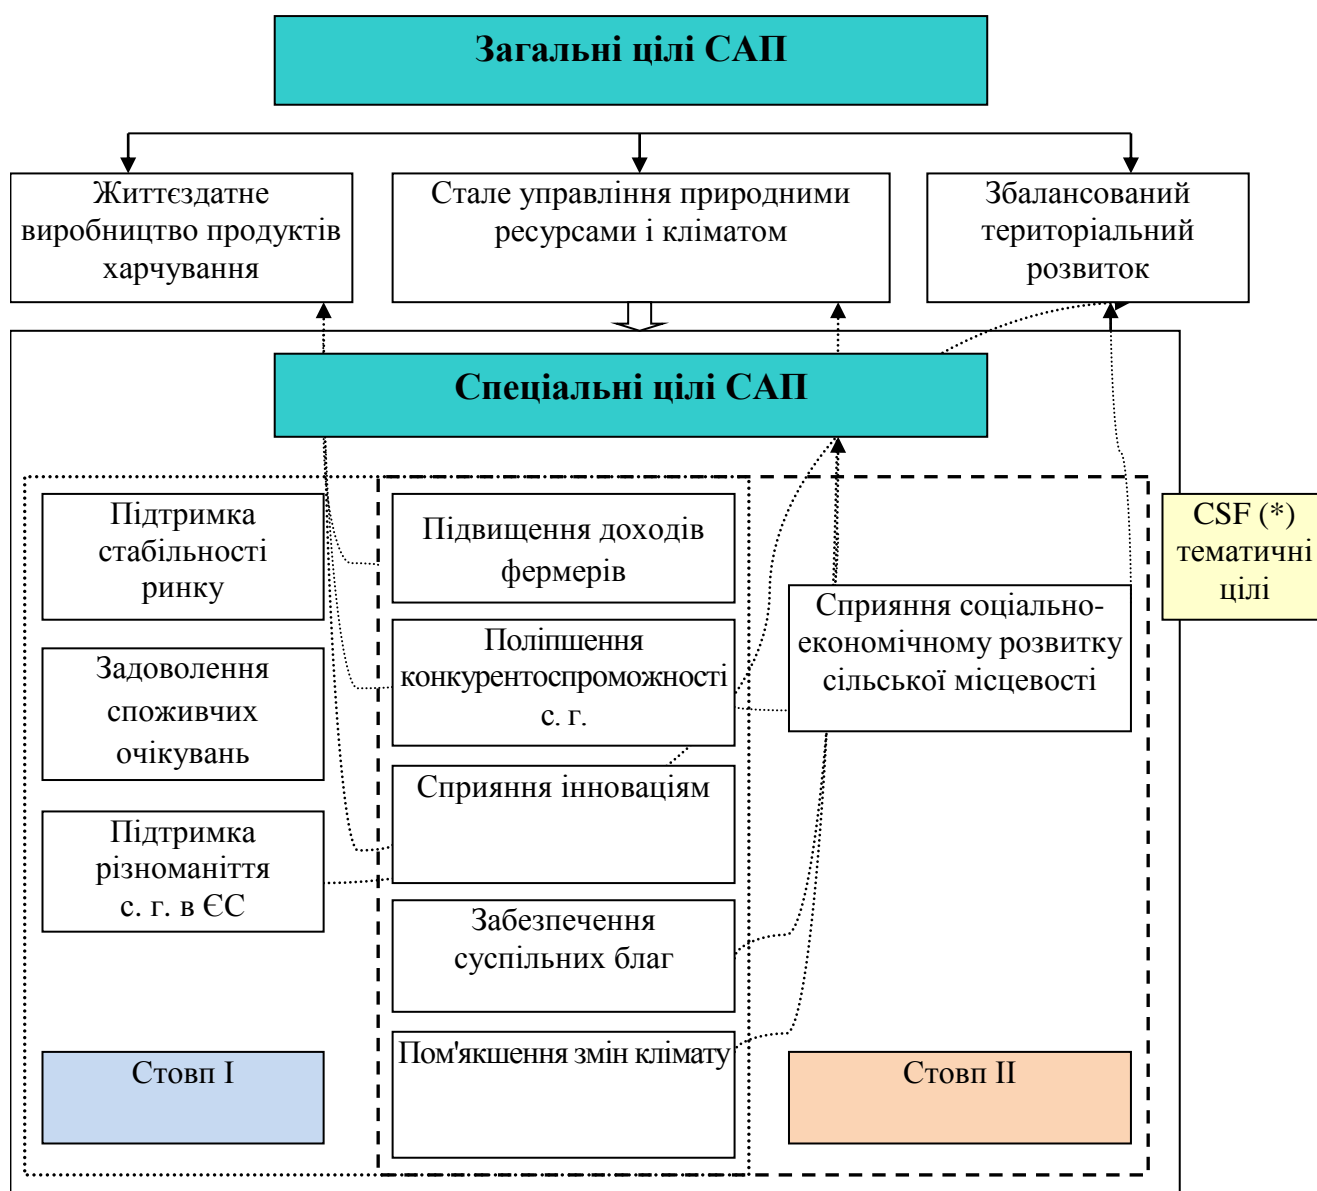 Загальні цілі САП
Життєздатне
виробництво продуктів
харчування
Стале управління природними
ресурсами і кліматом
Збалансований
територіальний
розвиток
Спеціальні цілі САП
Підтримка
стабільності
ринку
Задоволення
споживчих
очікувань
Підтримка
різноманіття
с. г. в ЄС
Стовп I
Підвищення доходів
фермерів
Поліпшення
конкурентоспроможності
с. г.
Сприяння інноваціям
Забезпечення
суспільних благ
Пом'якшення змін клімату
Сприяння соціально-
економічному розвитку
сільської місцевості
Стовп II
CSF (*)
тематичні
цілі